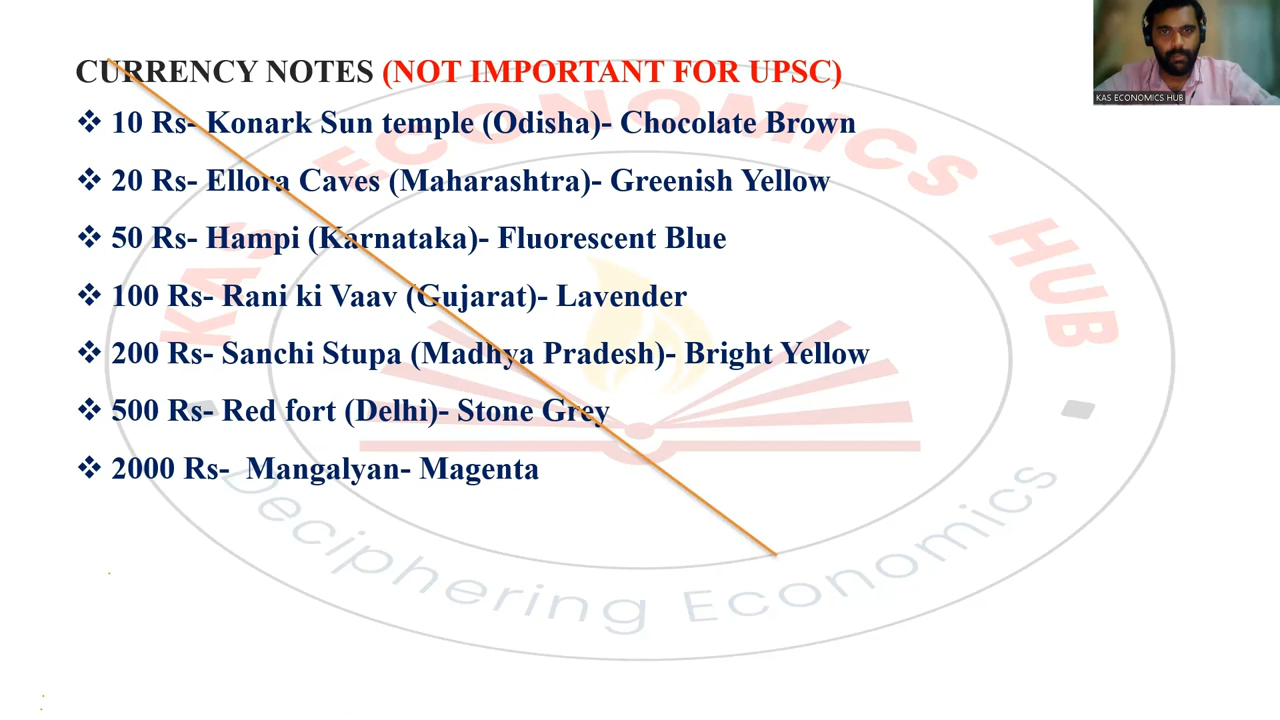 CURRENCY NOTES (NOT IMPORTANT FOR UPSC)
❖ 10 Rs- Konark Sun temple (Odisha)- Chocolate Brown
❖ 20 Rs- Ellora Caves (Maharashtra)- Greenish Yellow
❖ 50 Rs- Hampi (Karnataka)- Fluorescent Blue
❖ 100 Rs- Rani ki Vaav (Gujarat)- Lavender
❖ 200 Rs- Sanchi Stupa (Madhya Pradesh)- Bright Yellow
❖ 500 Rs- Red fort (Delhi)- Stone Grey
❖ 2000 Rs-  Mangalyan- Magenta
KAS ECONOMICS HUB
Deciphering Economics
KAS ECONOMICS HUB